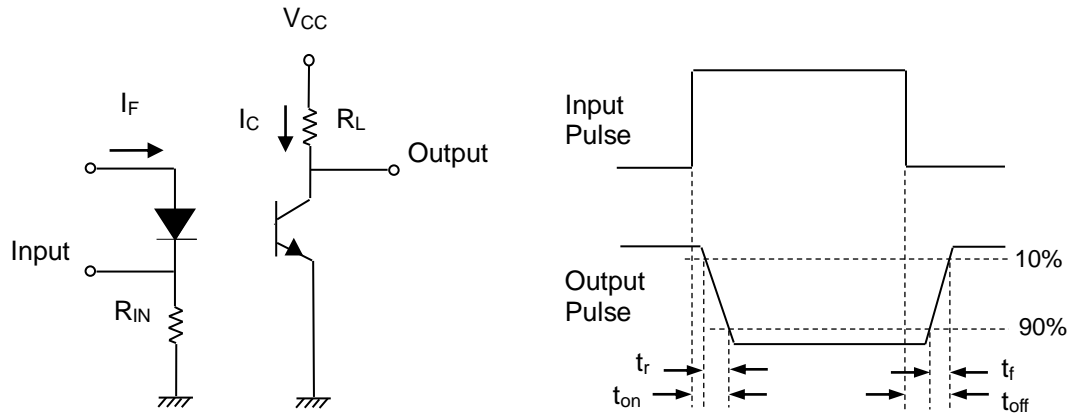 VCC
IF
IC
RL
Output
Input
RIN
Input
Pulse
Output
Pulse
10%
90%
tr
ton
tf
toff